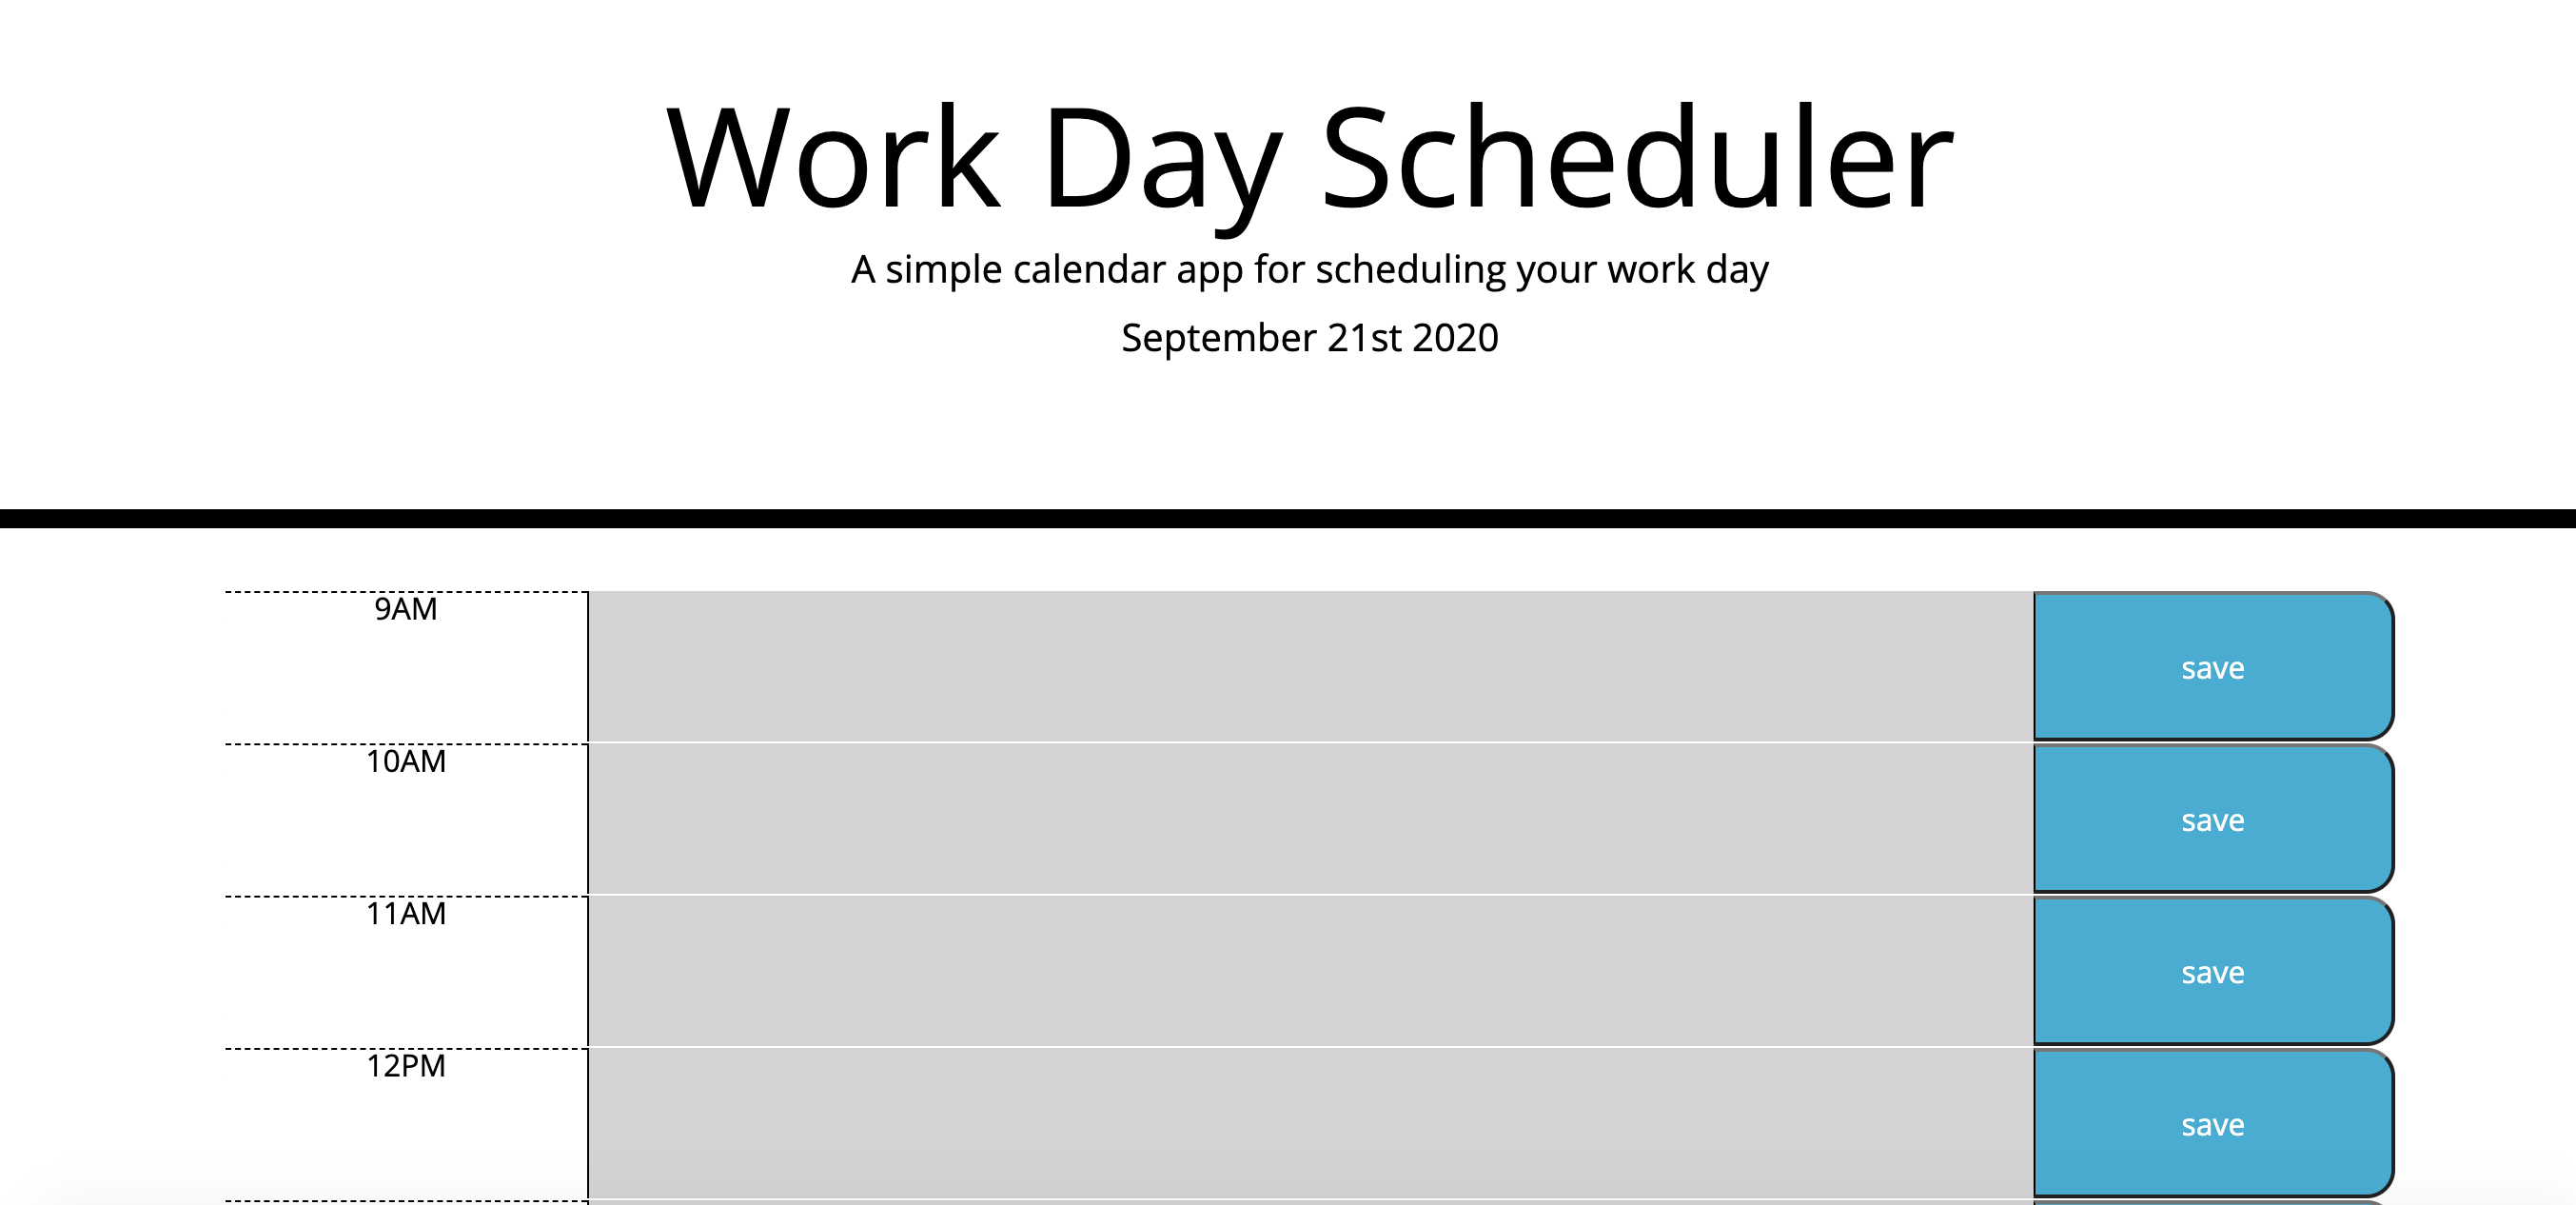 Work Day Scheduler
A simple calendar app for scheduling your work day
September 21st 2020
9AM
save
10AM
save
11AM
save
12PM
save